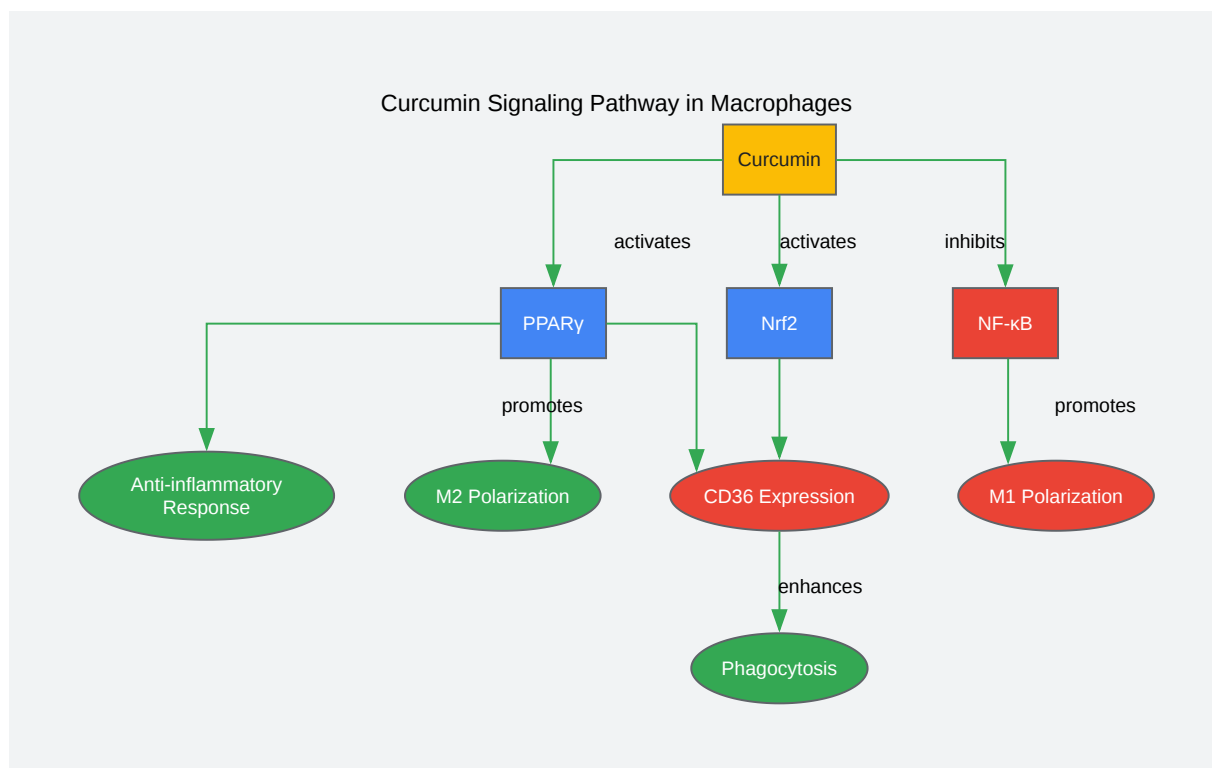 Curcumin Signaling Pathway in Macrophages
Curcumin
activates
activates
inhibits
PPARγ
Nrf2
NF-κB
promotes
promotes
Anti-inflammatory
Response
M2 Polarization
CD36 Expression
M1 Polarization
enhances
Phagocytosis